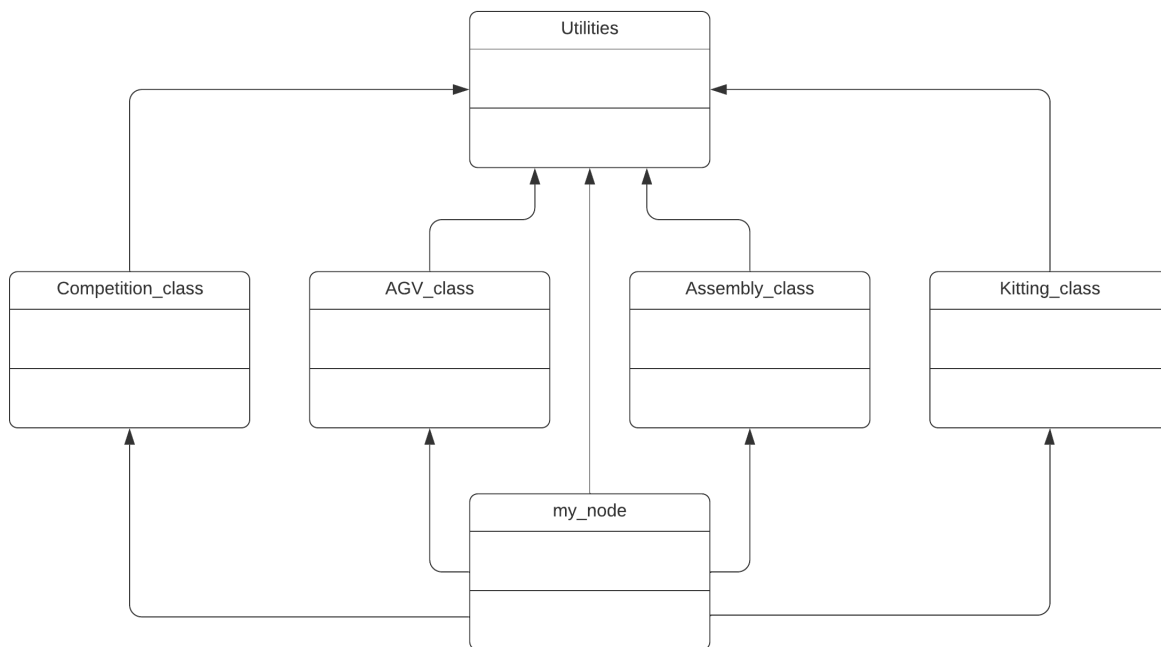 Utilities
Competition_class
AGV_class
Assembly_class
Kitting_class
my_node